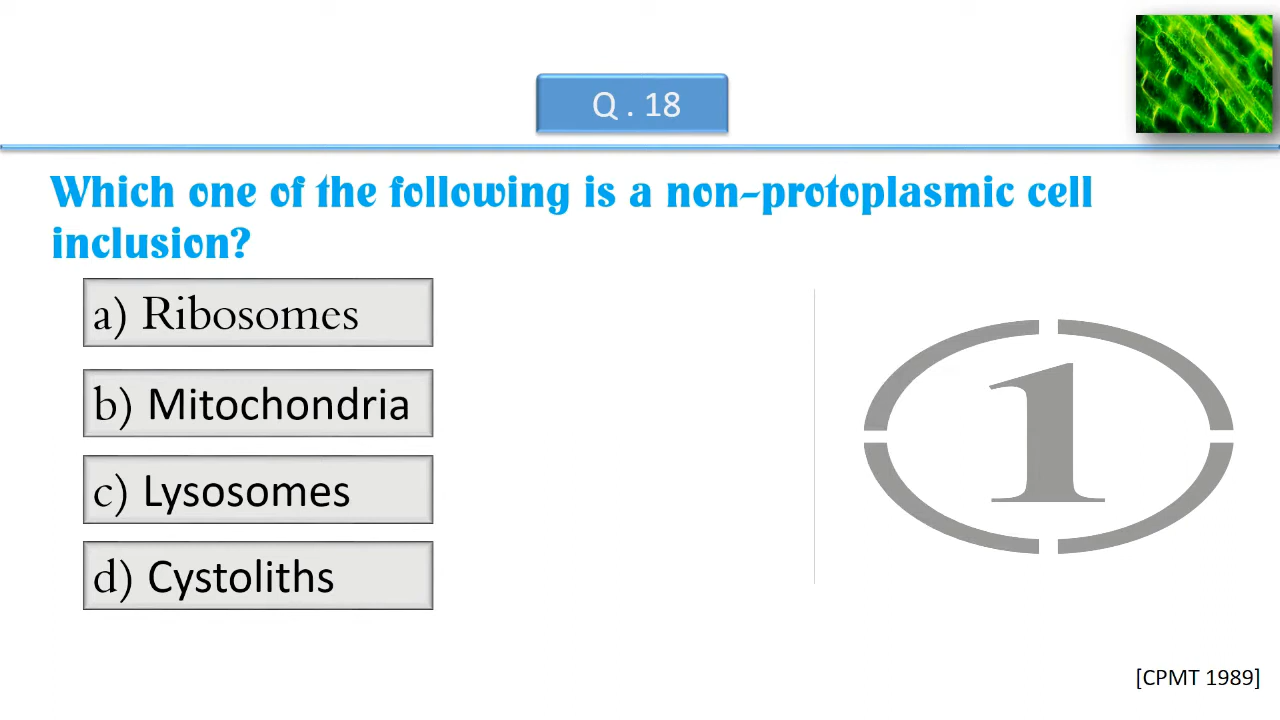 Q . 18
Which one of the following is a non-protoplasmic cell
inclusion?
a) Ribosomes
b) Mitochondria
c) Lysosomes
d) Cystoliths
1
[CPMT 1989]